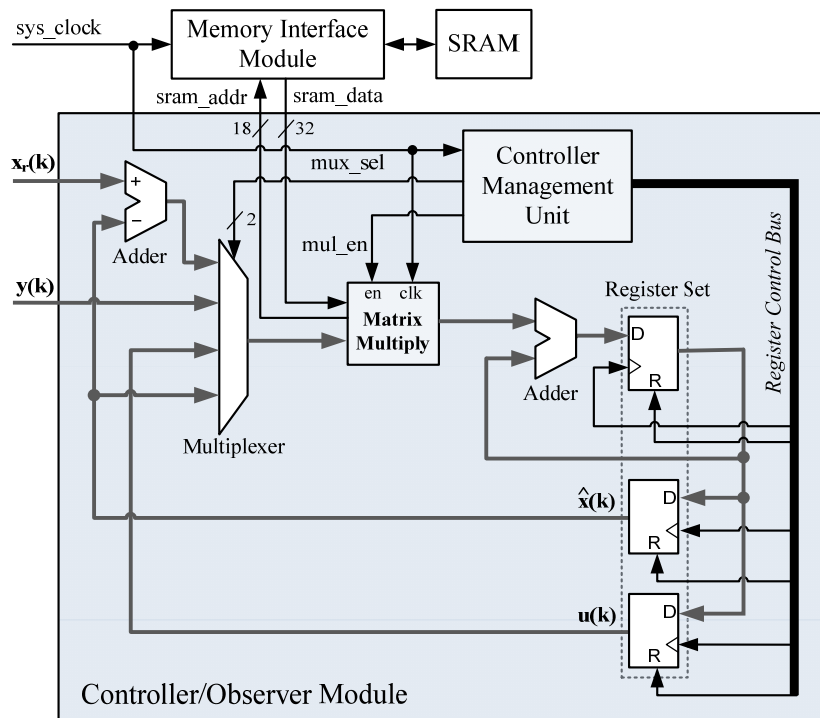 sys_clock
Memory Interface
Module
SRAM
sram_addr
sram_data
18
32
x_r(k)
+
−
Adder
mux_sel
2
Controller
Management
Unit
mul_en
y(k)
en
clk
Matrix
Multiply
Multiplexer
Adder
Register Set
Register Control Bus
D
R
x̂(k)
D
R
u(k)
D
R
Controller/Observer Module